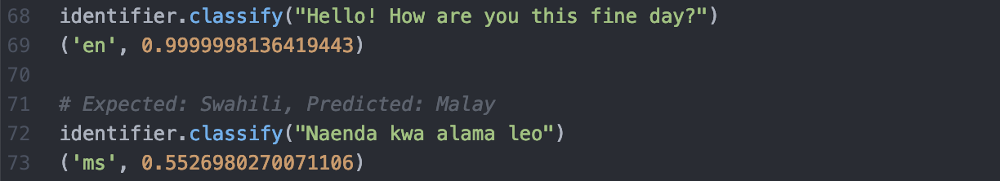 68 identifier.classify("Hello! How are you this fine day?")
69 ('en', 0.9999998136419443)
70
71 # Expected: Swahili, Predicted: Malay
72 identifier.classify("Naenda kwa alama leo")
73 ('ms', 0.5526980270071106)